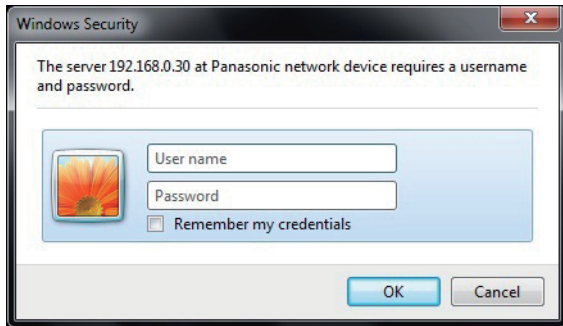 Windows Security
The server 192.168.0.30 at Panasonic network device requires a username
and password.
User name
Password
Remember my credentials
OK
Cancel